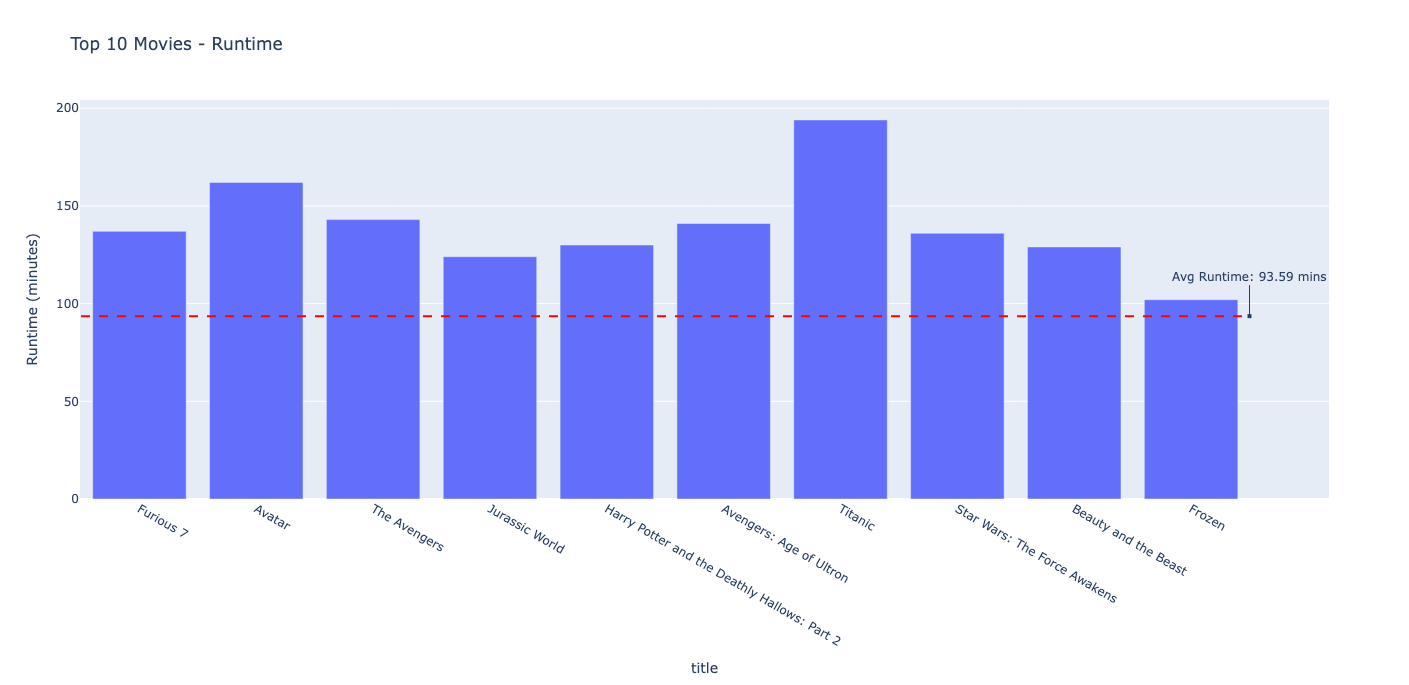 Top 10 Movies - Runtime
Runtime (minutes)
200
150
100
50
0
Avg Runtime: 93.59 mins
Furious 7
Avatar
The Avengers
Jurassic World
Harry Potter and the Deathly Hallows: Part 2
Avengers: Age of Ultron
Titanic
Star Wars: The Force Awakens
Beauty and the Beast
Frozen
title